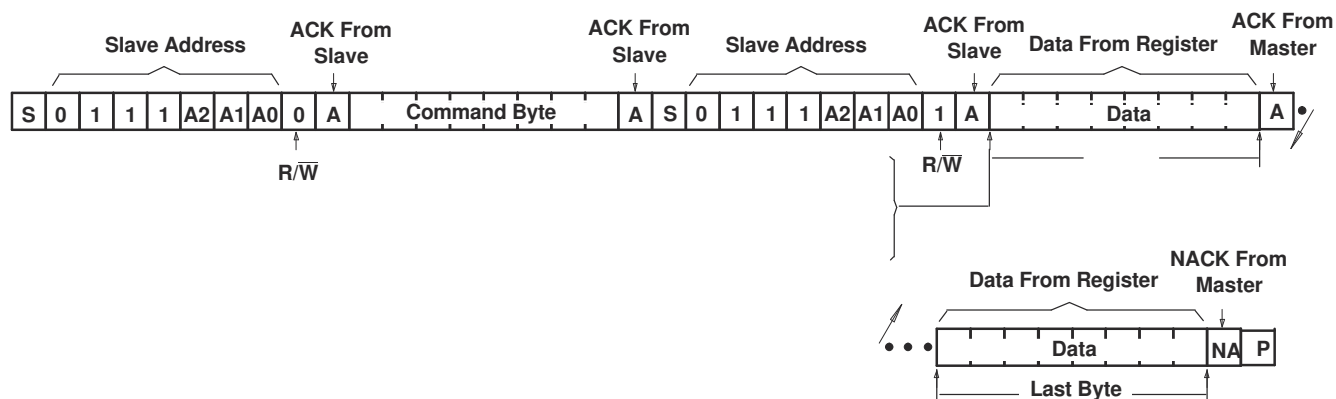 Slave Address
ACK From
Slave
ACK From
Slave
Slave Address
ACK From
Slave
Data From Register
ACK From
Master
S 0 1 1 1 A2 A1 A0 0 A Command Byte A S 0 1 1 1 A2 A1 A0 1 A Data A
R/W̅
R/W̅
Data From Register
NACK From
Master
Data NA P
Last Byte